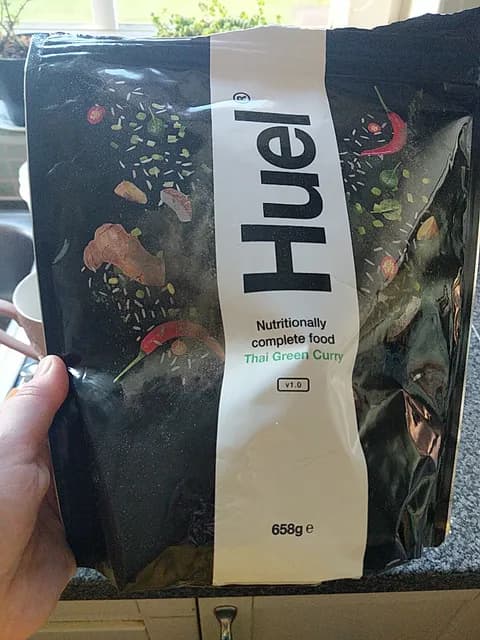 Huel®
Nutritionally
complete food
Thai Green Curry
v1.0
658g e